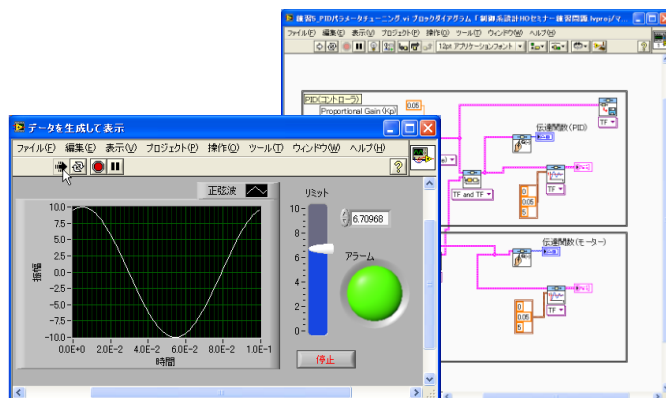 練習5_PIDパラメータチューニング.vi ブロックダイアグラム 「制御系設計HOセミナー練習問題.lvproj/マ...
ファイル(F) 編集(E) 表示(V) プロジェクト(P) 操作(O) ツール(T) ウィンドウ(W) ヘルプ(H)
12pt アプリケーションフォント
PID(コントローラ)
Proportional Gain (Kp)
0.05
TF
伝達関数(PID)
TF and TF
0
0.05
5
TF
伝達関数(モーター)
0
0.05
5
TF
データを生成して表示
ファイル(F) 編集(E) 表示(V) プロジェクト(P) 操作(O) ツール(T) ウィンドウ(W) ヘルプ(H)
正弦波
振幅
10.0
7.5
5.0
2.5
0.0
-2.5
-5.0
-7.5
-10.0
0.0E+0 2.0E-2 4.0E-2 6.0E-2 8.0E-2 1.0E-1
時間
リミット
10
8
6
4
2
0
6.70968
アラーム
停止